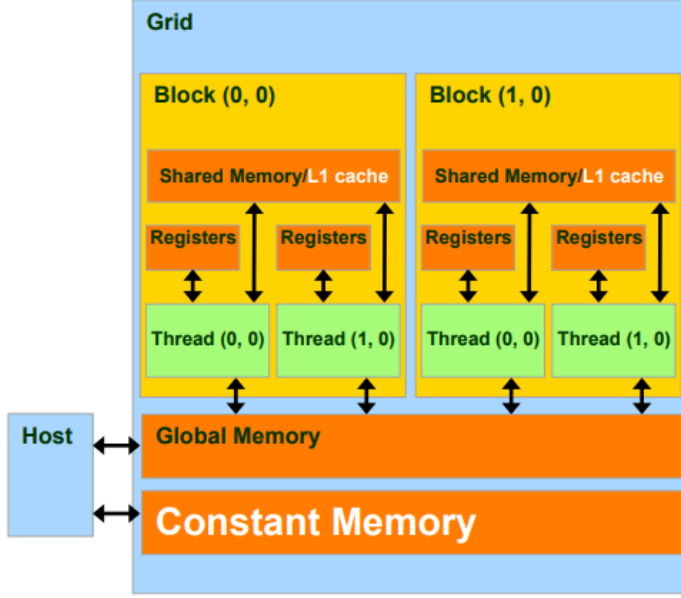 Grid
Block (0, 0)
Block (1, 0)
Shared Memory/L1 cache
Shared Memory/L1 cache
Registers
Registers
Registers
Registers
Thread (0, 0)
Thread (1, 0)
Thread (0, 0)
Thread (1, 0)
Host
Global Memory
Constant Memory